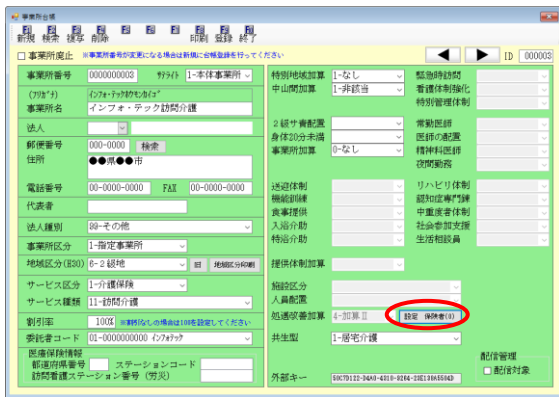 事業所台帳
F1 F2 F3 F4 F5 F6 F7 F8 F9 F10
新規 検索 複写 削除 印刷 登録 終了
事業所廃止 ※事業所番号が変更になる場合は新規に台帳登録を行ってください
ID 000003
事業所番号 0000000003 ｻﾃﾗｲﾄ 1-本体事業所
(フリガナ) ｲﾝﾌｫ･ﾃｯｸﾎｳﾓﾝｶｲｺﾞ
事業所名 インフォ・テック訪問介護
法人
郵便番号 000-0000 検索
住所 ●●県●●市
電話番号 00-0000-0000 FAX 00-0000-0000
代表者
法人種別 99-その他
事業所区分 1-指定事業所
地域区分(H30) 6-2級地 旧 地域区分印刷
サービス区分 1-介護保険
サービス種類 11-訪問介護
割引率 100% ※割引なしの場合は100を設定してください
委託者コード 01-0000000000 ｲﾝﾌｫﾃｯｸ
医療保険情報
都道府県番号 ステーションコード
訪問看護ステーション番号（労災）
特別地域加算 1-なし
中山間加算 1-非該当
2級サ責配置
身体20分未満
事業所加算 0-なし
送迎体制
機能訓練
食事提供
入浴介助
特浴介助
提供体制加算
施設区分
人員配置
処遇改善加算 4-加算Ⅱ 設定 保険者(0)
共生型 1-居宅介護
外部キー
緊急時訪問
看護体制強化
特別管理体制
常勤医師
医師の配置
精神科医師
夜間勤務
リハビリ体制
認知症専門棟
中重度者体制
社会参加支援
生活相談員
配信管理
配信対象